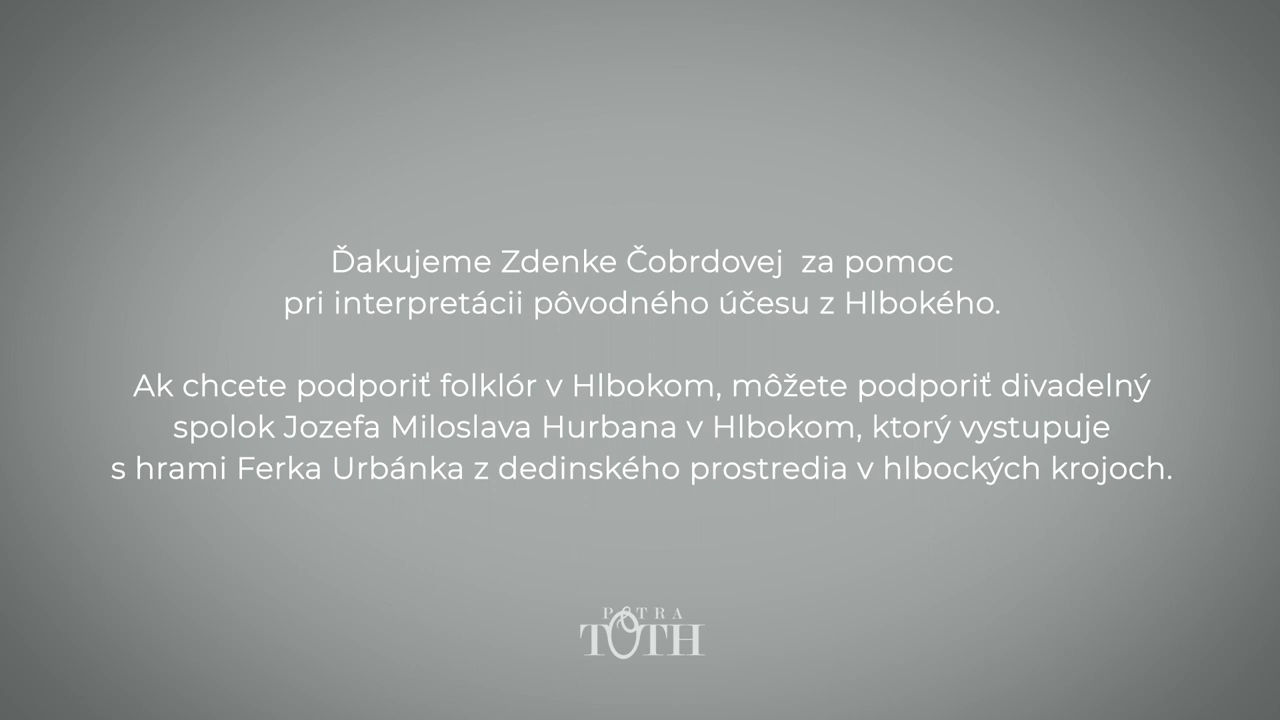 Ďakujeme Zdenke Čobrdovej  za pomoc
pri interpretácii pôvodného účesu z Hlbokého.
Ak chcete podporiť folklór v Hlbokom, môžete podporiť divadelný
spolok Jozefa Miloslava Hurbana v Hlbokom, ktorý vystupuje
s hrami Ferka Urbánka z dedinského prostredia v hlbockých krojoch.
PETRA
TOTH